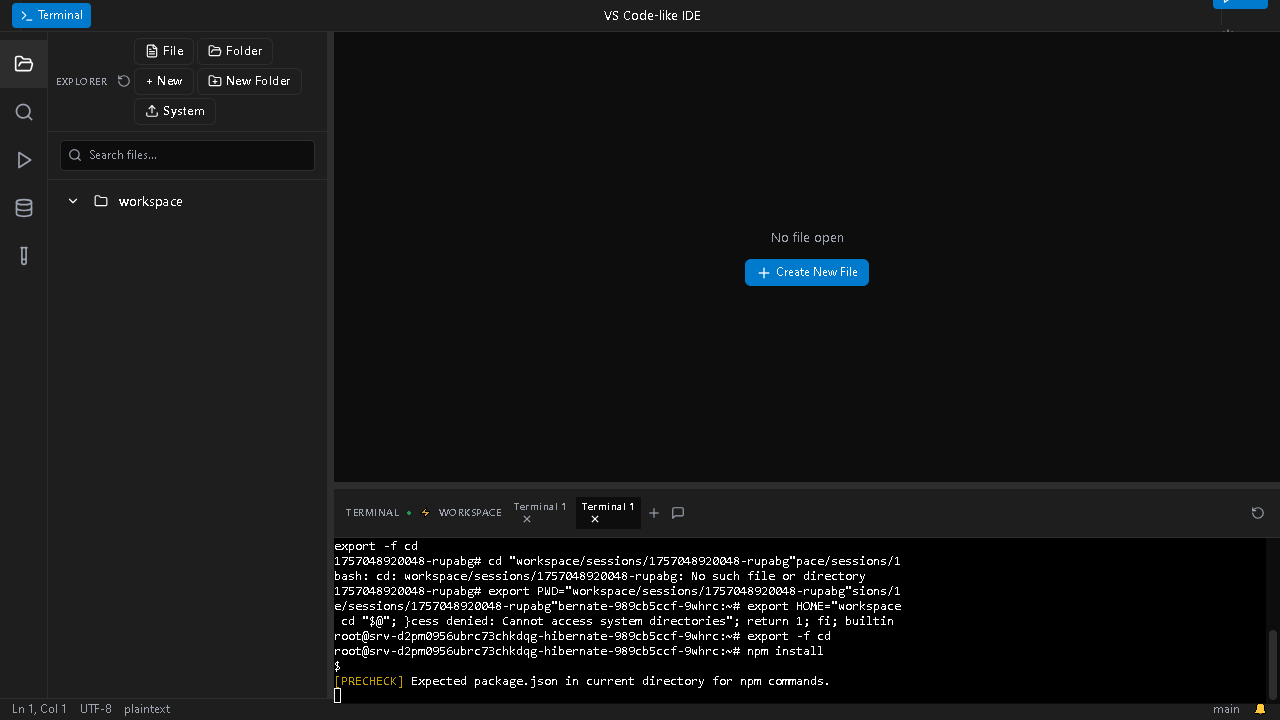 Terminal
VS Code-like IDE
File
Folder
EXPLORER
+ New
New Folder
System
Search files...
workspace
No file open
Create New File
TERMINAL
WORKSPACE
Terminal 1
Terminal 1
export -f cd
1757048920048-rupabg# cd "workspace/sessions/1757048920048-rupabg"pace/sessions/1
bash: cd: workspace/sessions/1757048920048-rupabg: No such file or directory
1757048920048-rupabg# export PWD="workspace/sessions/1757048920048-rupabg"sions/1
e/sessions/1757048920048-rupabg"bernate-989cb5ccf-9whrc:~# export HOME="workspace
cd "$@"; }cess denied: Cannot access system directories"; return 1; fi; builtin
root@srv-d2pm0956ubrc73chkdqg-hibernate-989cb5ccf-9whrc:~# export -f cd
root@srv-d2pm0956ubrc73chkdqg-hibernate-989cb5ccf-9whrc:~# npm install
$
[PRECHECK] Expected package.json in current directory for npm commands.
Ln 1, Col 1
UTF-8
plaintext
main